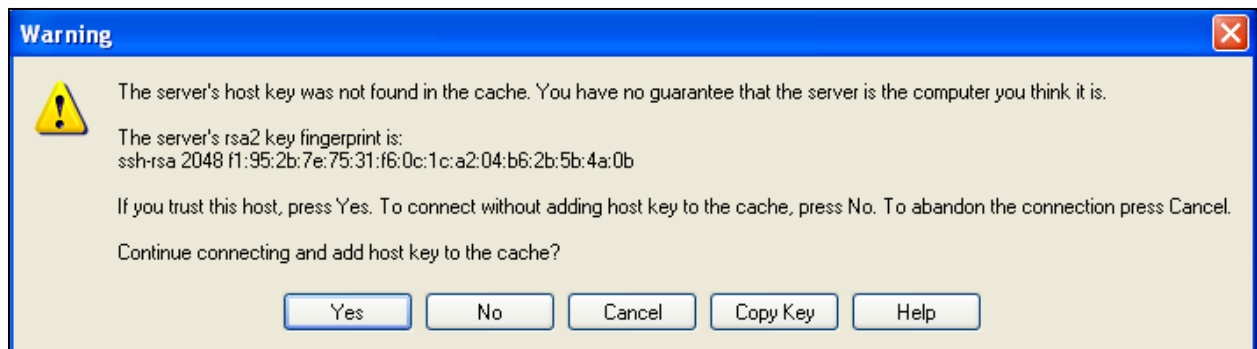 Warning
The server's host key was not found in the cache. You have no guarantee that the server is the computer you think it is.
The server's rsa2 key fingerprint is:
ssh-rsa 2048 f1:95:2b:7e:75:31:f6:0c:1c:a2:04:b6:2b:5b:4a:0b
If you trust this host, press Yes. To connect without adding host key to the cache, press No. To abandon the connection press Cancel.
Continue connecting and add host key to the cache?
Yes No Cancel Copy Key Help